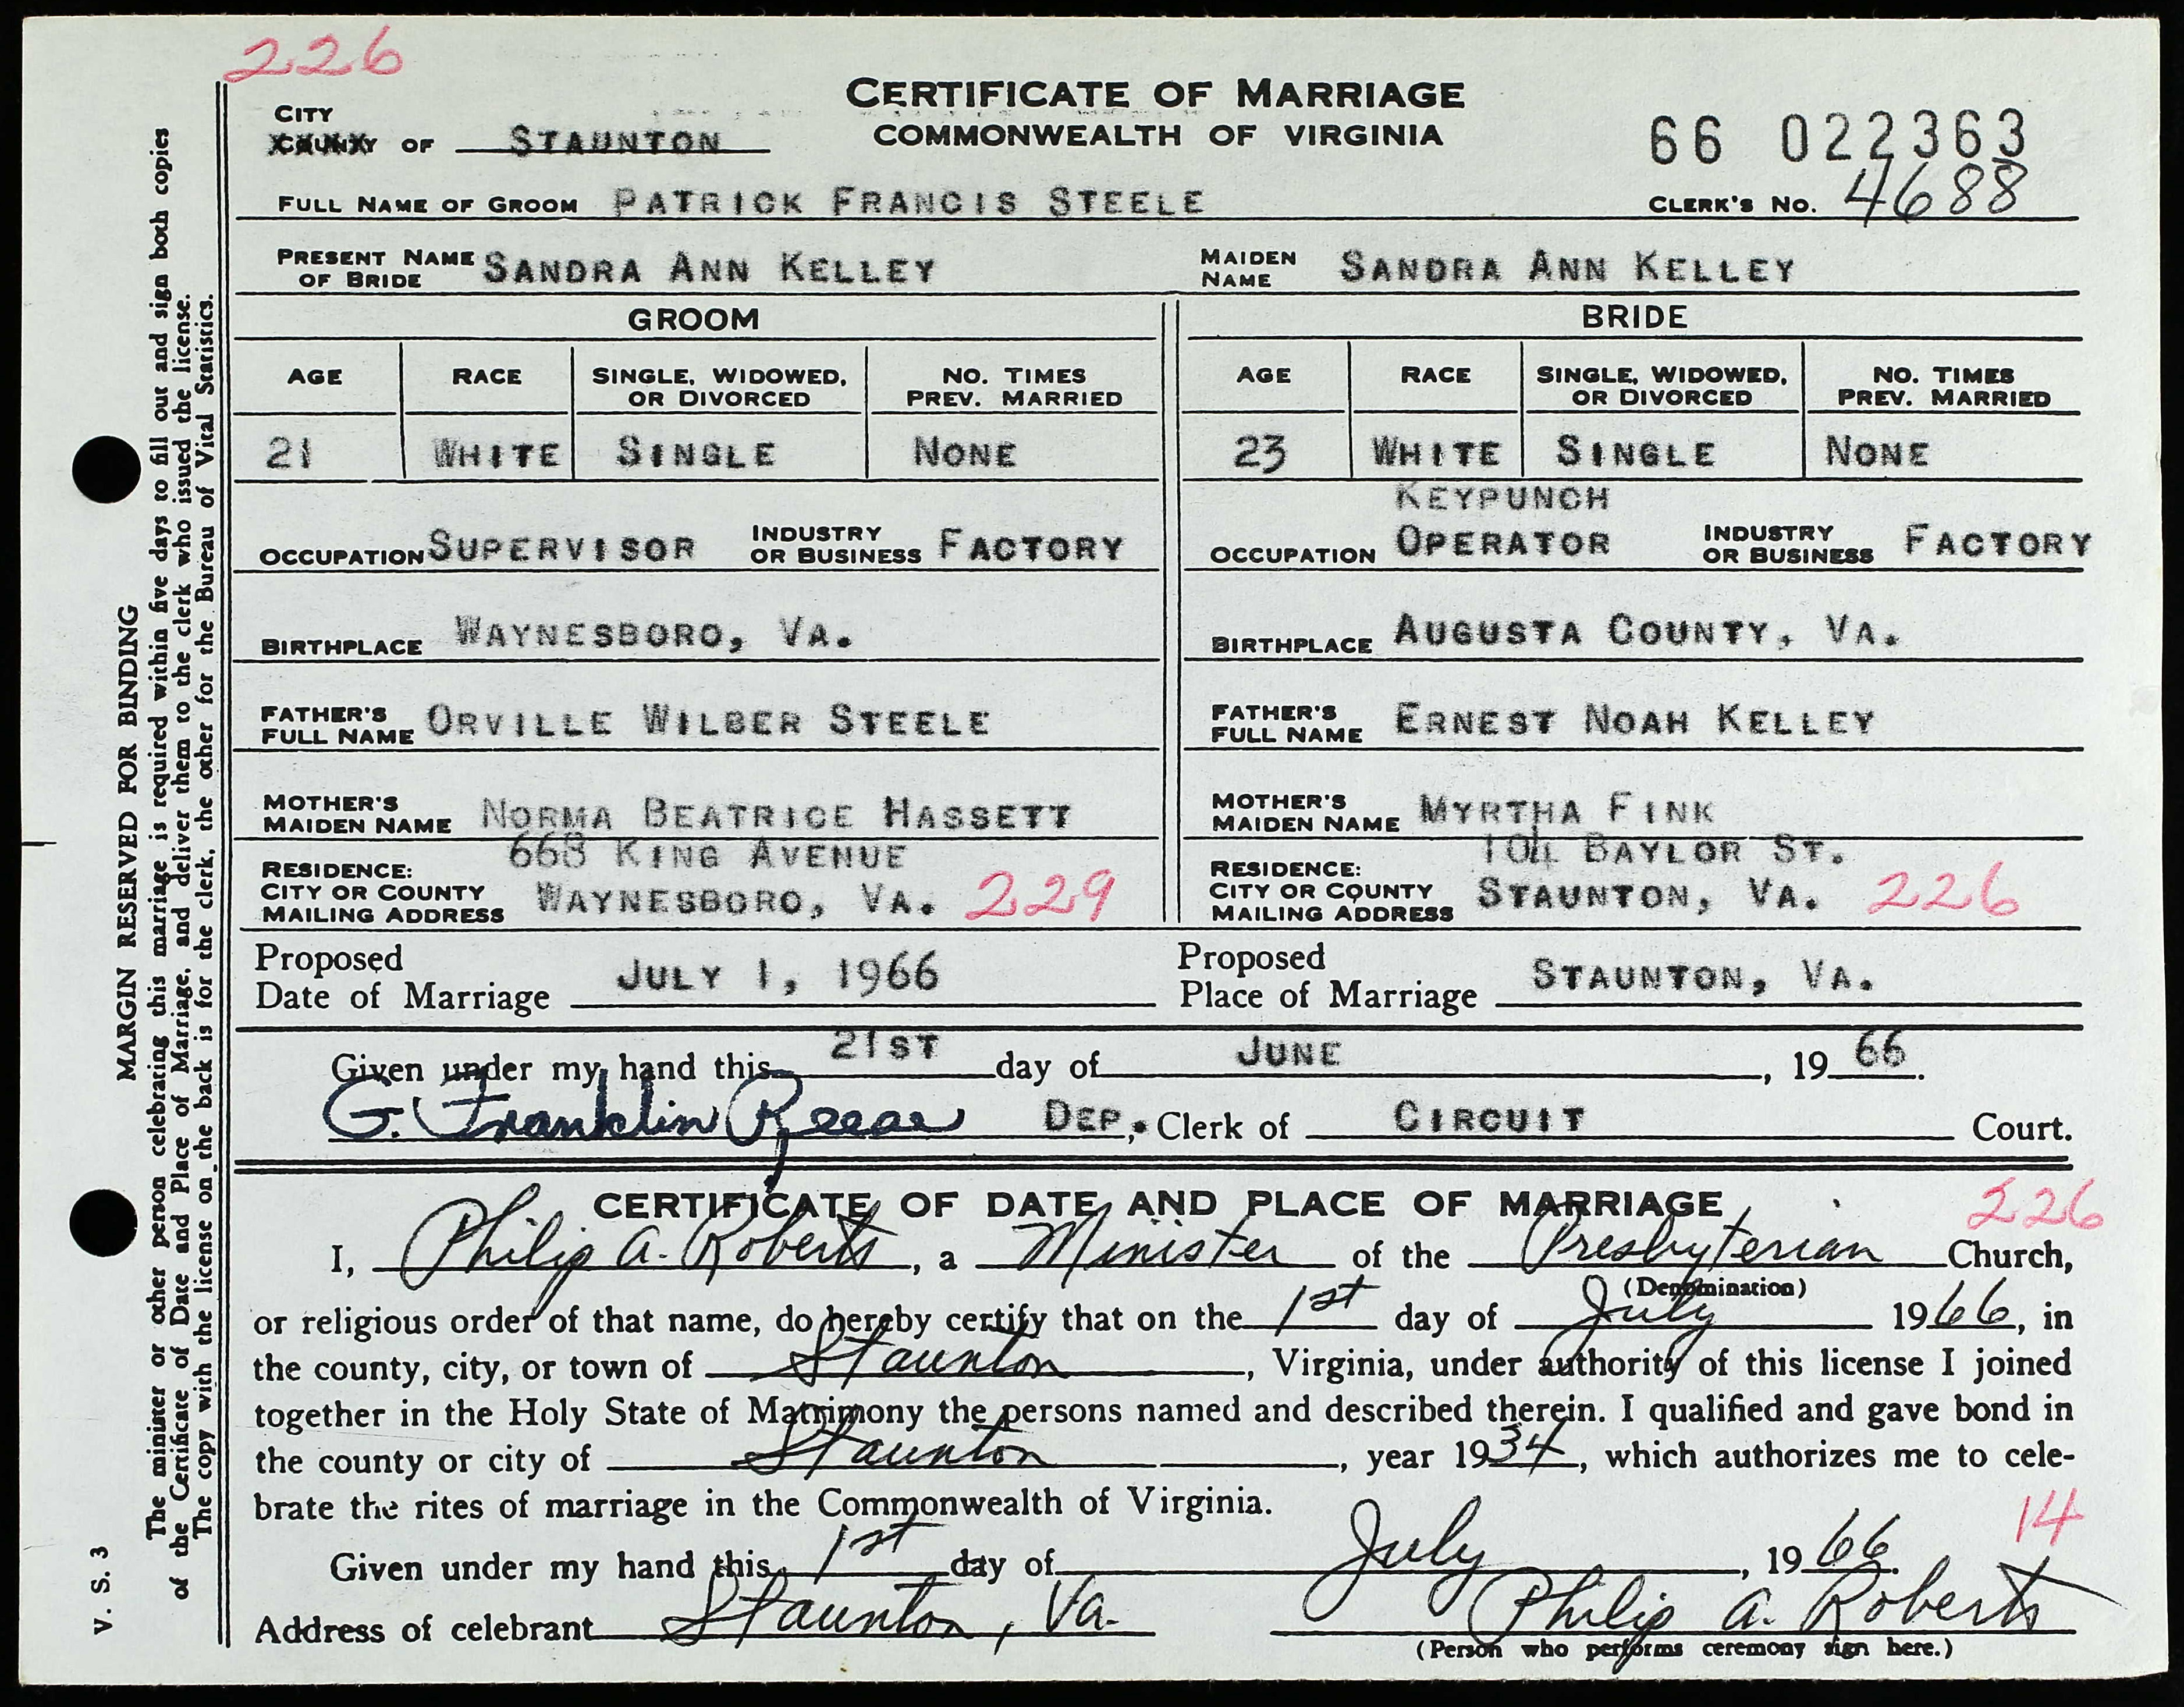 226
CERTIFICATE OF MARRIAGE
COMMONWEALTH OF VIRGINIA
CITY
COUNTY OF STAUNTON
66 022363
FULL NAME OF GROOM PATRICK FRANCIS STEELE CLERK'S NO. 4688
PRESENT NAME OF BRIDE SANDRA ANN KELLEY MAIDEN NAME SANDRA ANN KELLEY
GROOM BRIDE
AGE RACE SINGLE, WIDOWED, OR DIVORCED NO. TIMES PREV. MARRIED AGE RACE SINGLE, WIDOWED, OR DIVORCED NO. TIMES PREV. MARRIED
21 WHITE SINGLE NONE 23 WHITE SINGLE NONE
OCCUPATION SUPERVISOR INDUSTRY OR BUSINESS FACTORY OCCUPATION KEYPUNCH OPERATOR INDUSTRY OR BUSINESS FACTORY
BIRTHPLACE WAYNESBORO, VA. BIRTHPLACE AUGUSTA COUNTY, VA.
FATHER'S FULL NAME ORVILLE WILBER STEELE FATHER'S FULL NAME ERNEST NOAH KELLEY
MOTHER'S MAIDEN NAME NORMA BEATRICE HASSETT MOTHER'S MAIDEN NAME MYRTHA FINK
RESIDENCE: CITY OR COUNTY MAILING ADDRESS 668 KING AVENUE WAYNESBORO, VA. 229 RESIDENCE: CITY OR COUNTY MAILING ADDRESS 104 BAYLOR ST. STAUNTON, VA. 226
Proposed Date of Marriage JULY 1, 1966 Proposed Place of Marriage STAUNTON, VA.
Given under my hand this 21ST day of JUNE, 19 66.
G. Franklin Reese DEP. Clerk of CIRCUIT Court.
CERTIFICATE OF DATE AND PLACE OF MARRIAGE 226
I, Philip A. Roberts, a Minister of the Presbyterian Church,
(Denomination)
or religious order of that name, do hereby certify that on the 1st day of July 1966, in
the county, city, or town of Staunton, Virginia, under authority of this license I joined
together in the Holy State of Matrimony the persons named and described therein. I qualified and gave bond in
the county or city of Staunton, year 1934, which authorizes me to cele-
brate the rites of marriage in the Commonwealth of Virginia.
14
Given under my hand this 1st day of July, 19 66.
Address of celebrant Staunton, Va. Philip A. Roberts
(Person who performs ceremony sign here.)
V. S. 3
MARGIN RESERVED FOR BINDING
The minister or other person celebrating this marriage is required within five days to fill out and sign both copies
of the Certificate of Date and Place of Marriage, and deliver them to the clerk who issued the license.
The copy with the license on the back is for the clerk, the other for the Bureau of Vital Statistics.